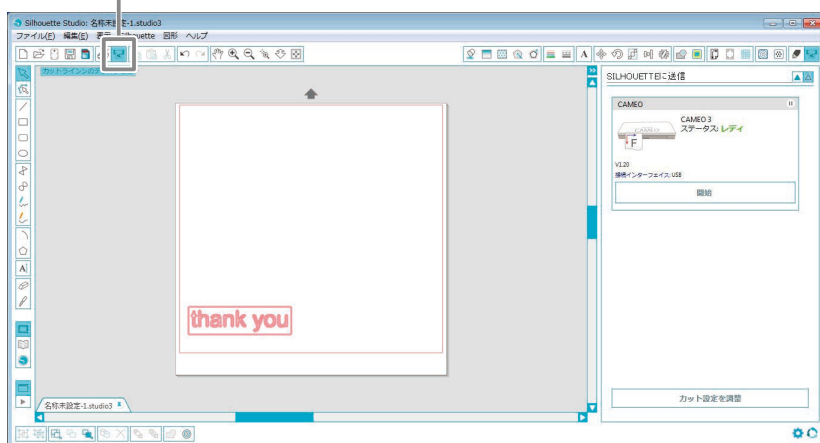 Silhouette Studio: 名称未設定-1.studio3
ファイル(F) 編集(E) 表示 Silhouette 図形 ヘルプ
SILHOUETTEに送信
CAMEO
CAMEO 3
ステータス: レディ
CAMEO
F
V1.20
接続インターフェイス: USB
開始
thank you
カット設定を調整
名称未設定-1.studio3